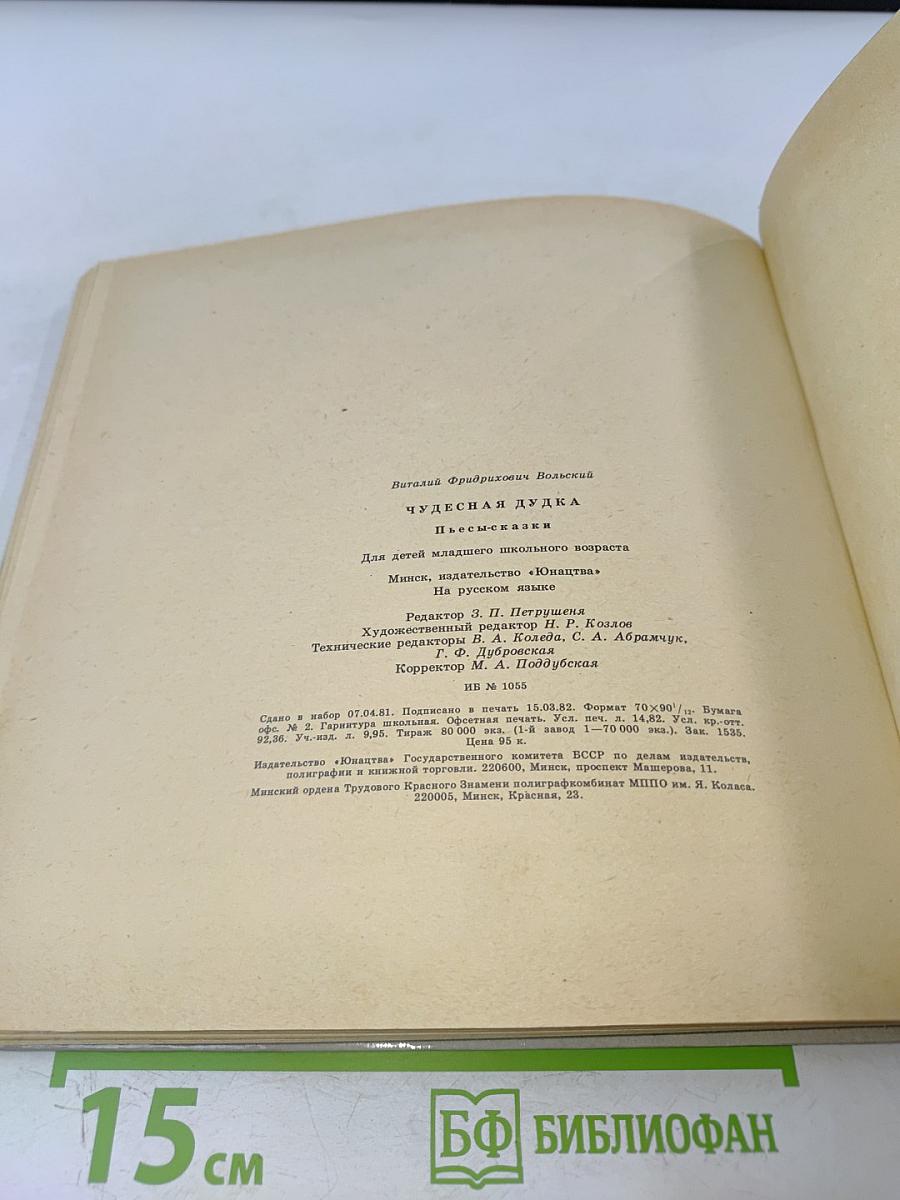 Виталий Фридрихович Вольский
ЧУДЕСНАЯ ДУДКА
Пьесы-сказки
Для детей младшего школьного возраста
Минск, издательство «Юнацтва»
На русском языке
Редактор З. П. Петрушеня
Художественный редактор Н. Р. Козлов
Технические редакторы В. А. Коледа, С. А. Абрамчук,
Г. Ф. Дубровская
Корректор М. А. Поддубская
ИБ № 1055
Сдано в набор 07.04.81. Подписано в печать 15.03.82. Формат 70×90¹/₁₂. Бумага
офс. № 2. Гарнитура школьная. Офсетная печать. Усл. печ. л. 14,82. Усл. кр.-отт.
92,36. Уч.-изд. л. 9,95. Тираж 80 000 экз. (1-й завод 1—70 000 экз.). Зак. 1535.
Цена 95 к.
Издательство «Юнацтва» Государственного комитета БССР по делам издательств,
полиграфии и книжной торговли. 220600, Минск, проспект Машерова, 11.
Минский ордена Трудового Красного Знамени полиграфкомбинат МППО им. Я. Коласа.
220005, Минск, Красная, 23.
15 см
БФ БИБЛИОФАН